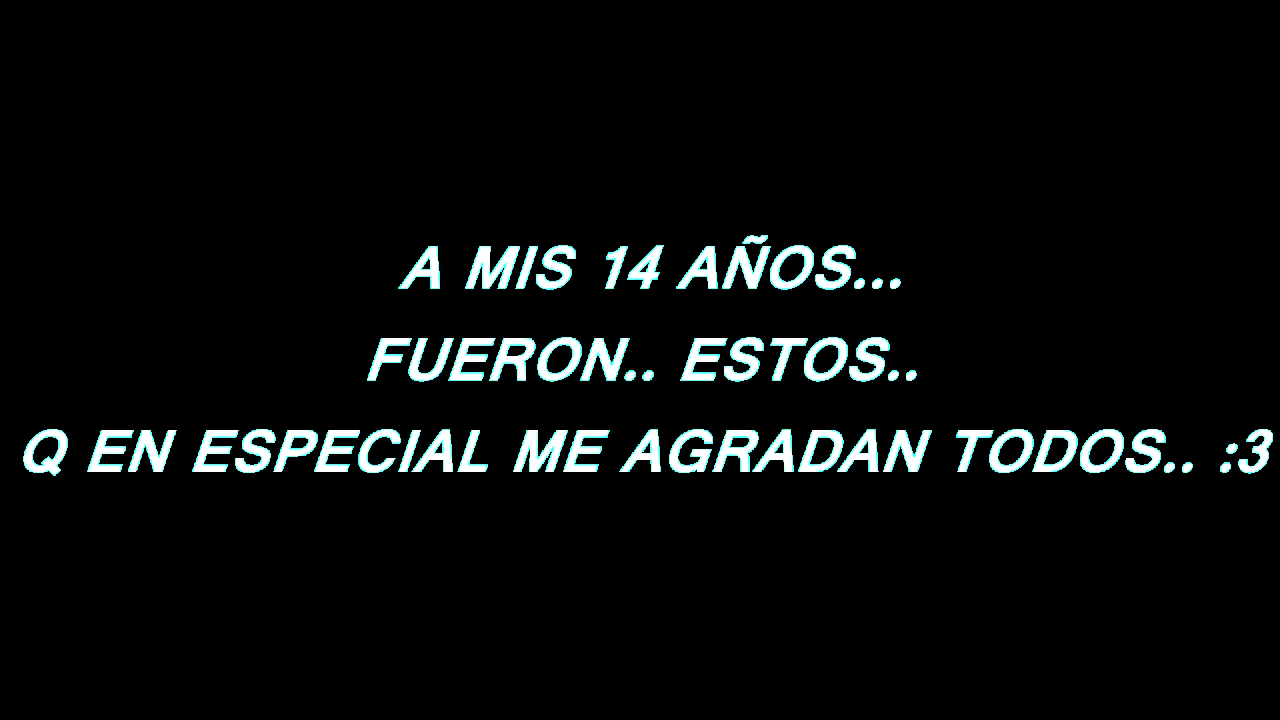 A MIS 14 AÑOS...
FUERON.. ESTOS..
Q EN ESPECIAL ME AGRADAN TODOS.. :3